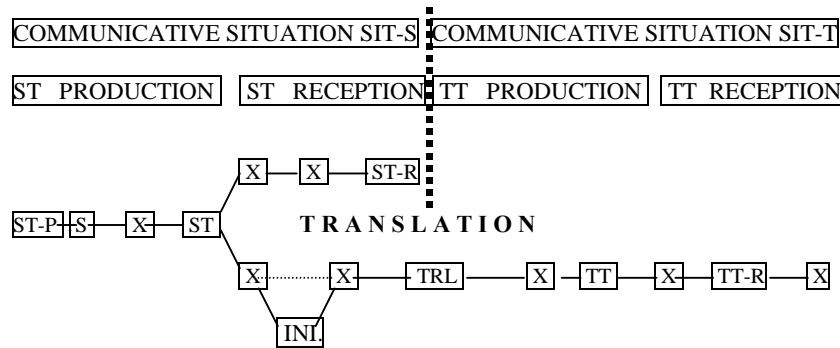 COMMUNICATIVE SITUATION SIT-S COMMUNICATIVE SITUATION SIT-T
ST PRODUCTION ST RECEPTION TT PRODUCTION TT RECEPTION
X X ST-R
ST-P S X ST TRANSLATION
X X TRL X TT X TT-R X
INI.